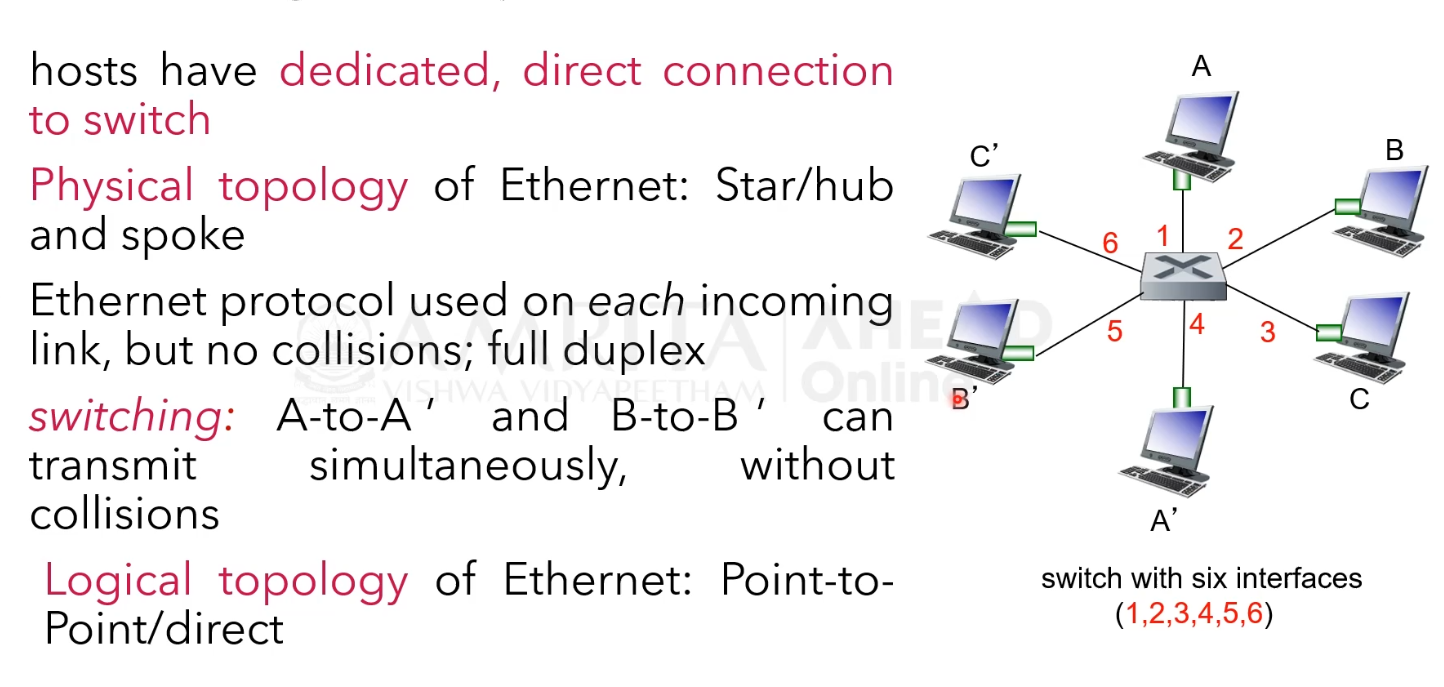 hosts have dedicated, direct connection
to switch
Physical topology of Ethernet: Star/hub
and spoke
Ethernet protocol used on each incoming
link, but no collisions; full duplex
switching: A-to-A ′ and B-to-B ′ can
transmit simultaneously, without
collisions
Logical topology of Ethernet: Point-to-
Point/direct
AMRITA
VISHWA VIDYAPEETHAM
AHEAD
Online
A
C’
B
6
1
2
5
4
3
B’
C
A’
switch with six interfaces
(1,2,3,4,5,6)